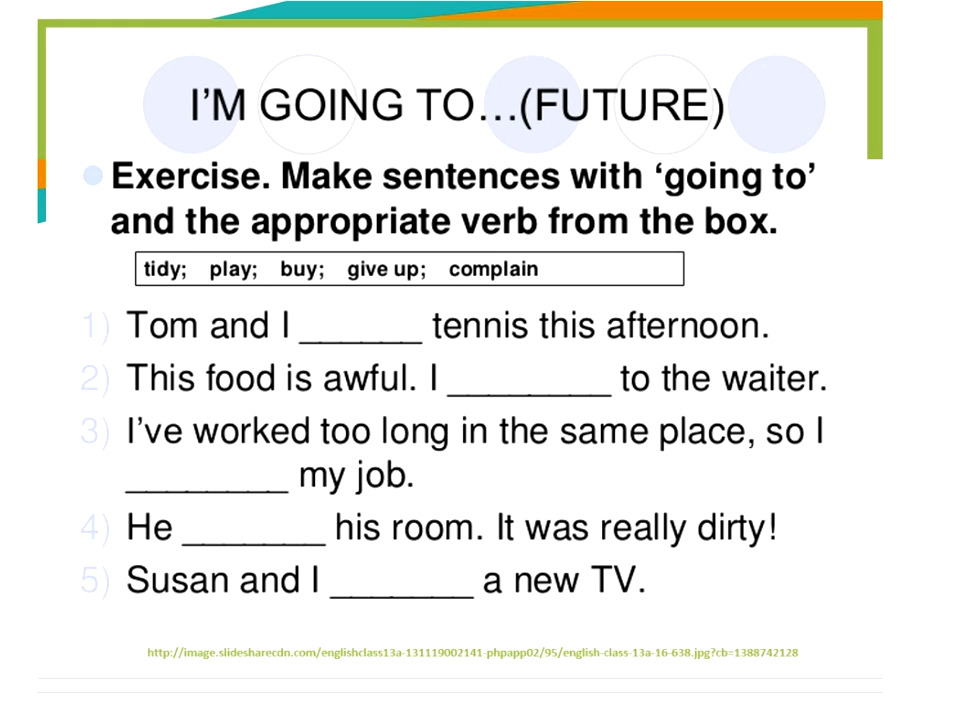 I’M GOING TO…(FUTURE)
Exercise. Make sentences with ‘going to’
and the appropriate verb from the box.
tidy; play; buy; give up; complain
1) Tom and I ______ tennis this afternoon.
2) This food is awful. I ________ to the waiter.
3) I’ve worked too long in the same place, so I
________ my job.
4) He _______ his room. It was really dirty!
5) Susan and I _______ a new TV.
http://image.slidesharecdn.com/englishclass13a-131119002141-phpapp02/95/english-class-13a-16-638.jpg?cb=1388742128